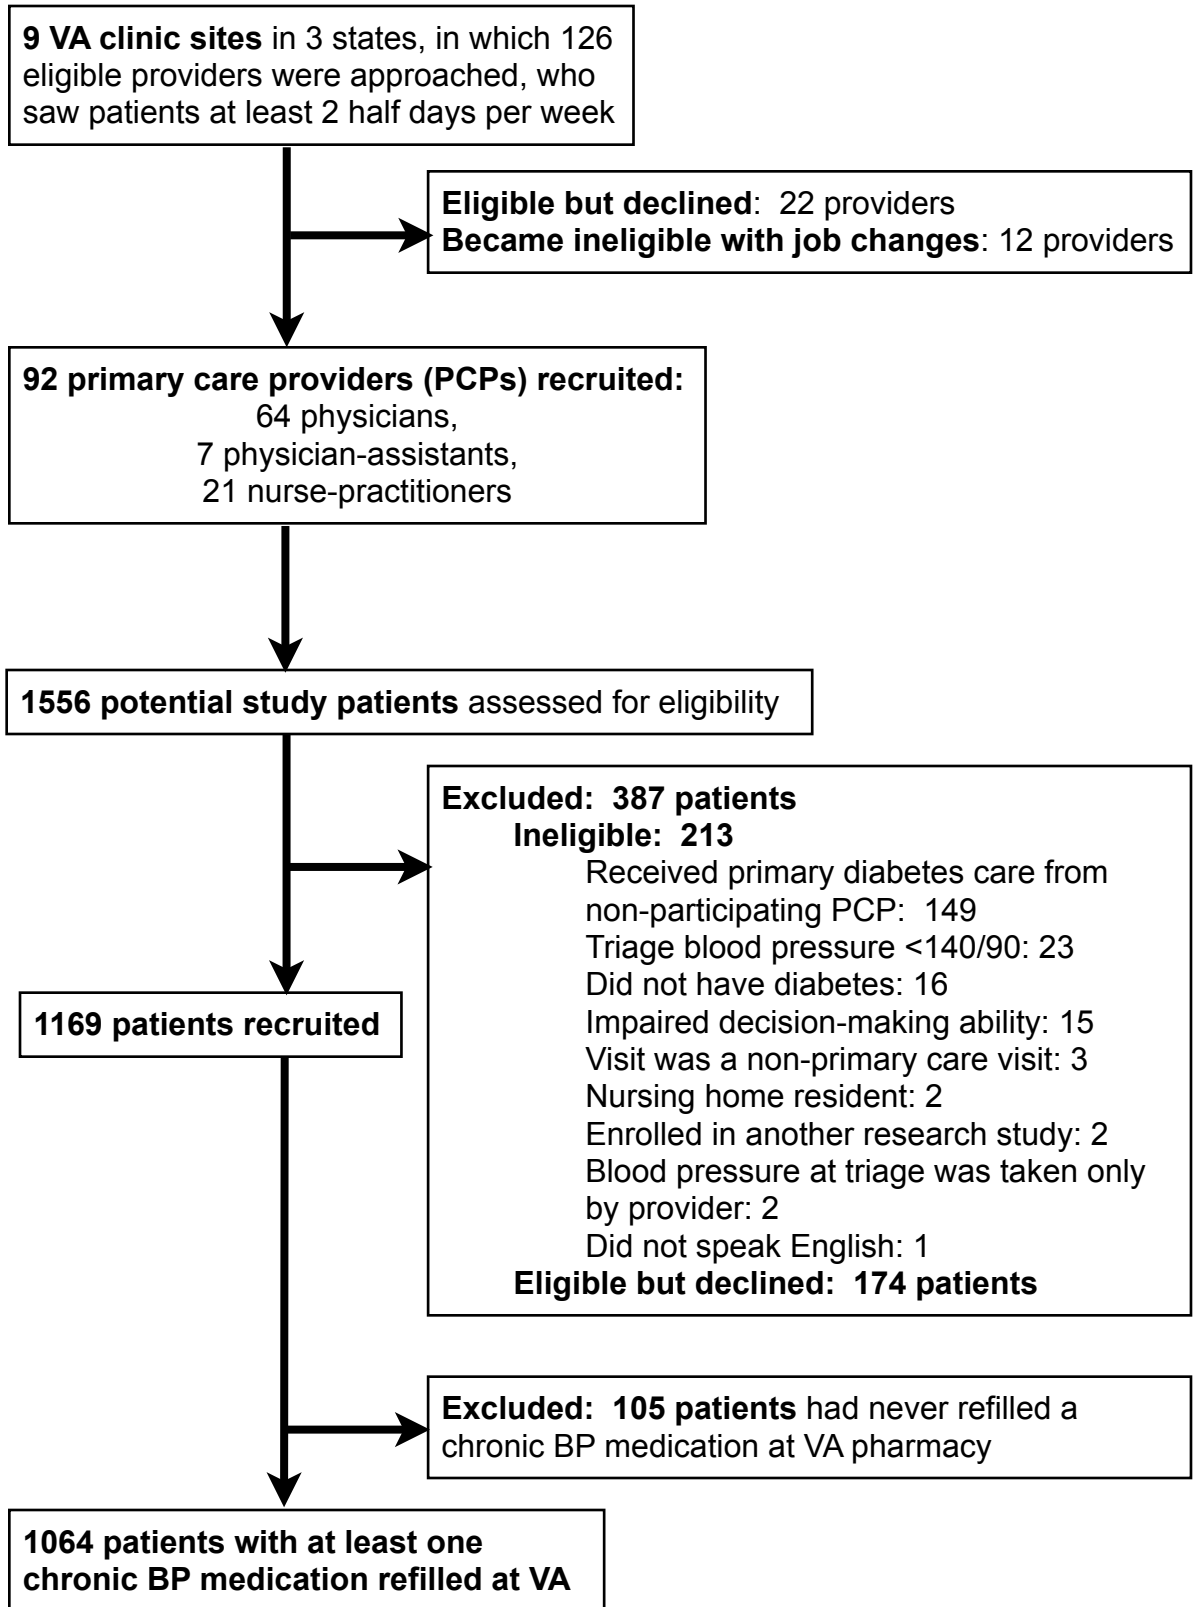 9 VA clinic sites in 3 states, in which 126
eligible providers were approached, who
saw patients at least 2 half days per week
Eligible but declined:  22 providers
Became ineligible with job changes: 12 providers
92 primary care providers (PCPs) recruited:
64 physicians,
7 physician-assistants,
21 nurse-practitioners
1556 potential study patients assessed for eligibility
Excluded:  387 patients
Ineligible:  213
Received primary diabetes care from
non-participating PCP:  149
Triage blood pressure <140/90: 23
Did not have diabetes: 16
Impaired decision-making ability: 15
Visit was a non-primary care visit: 3
Nursing home resident: 2
Enrolled in another research study: 2
Blood pressure at triage was taken only
by provider: 2
Did not speak English: 1
Eligible but declined:  174 patients
1169 patients recruited
Excluded:  105 patients had never refilled a
chronic BP medication at VA pharmacy
1064 patients with at least one
chronic BP medication refilled at VA